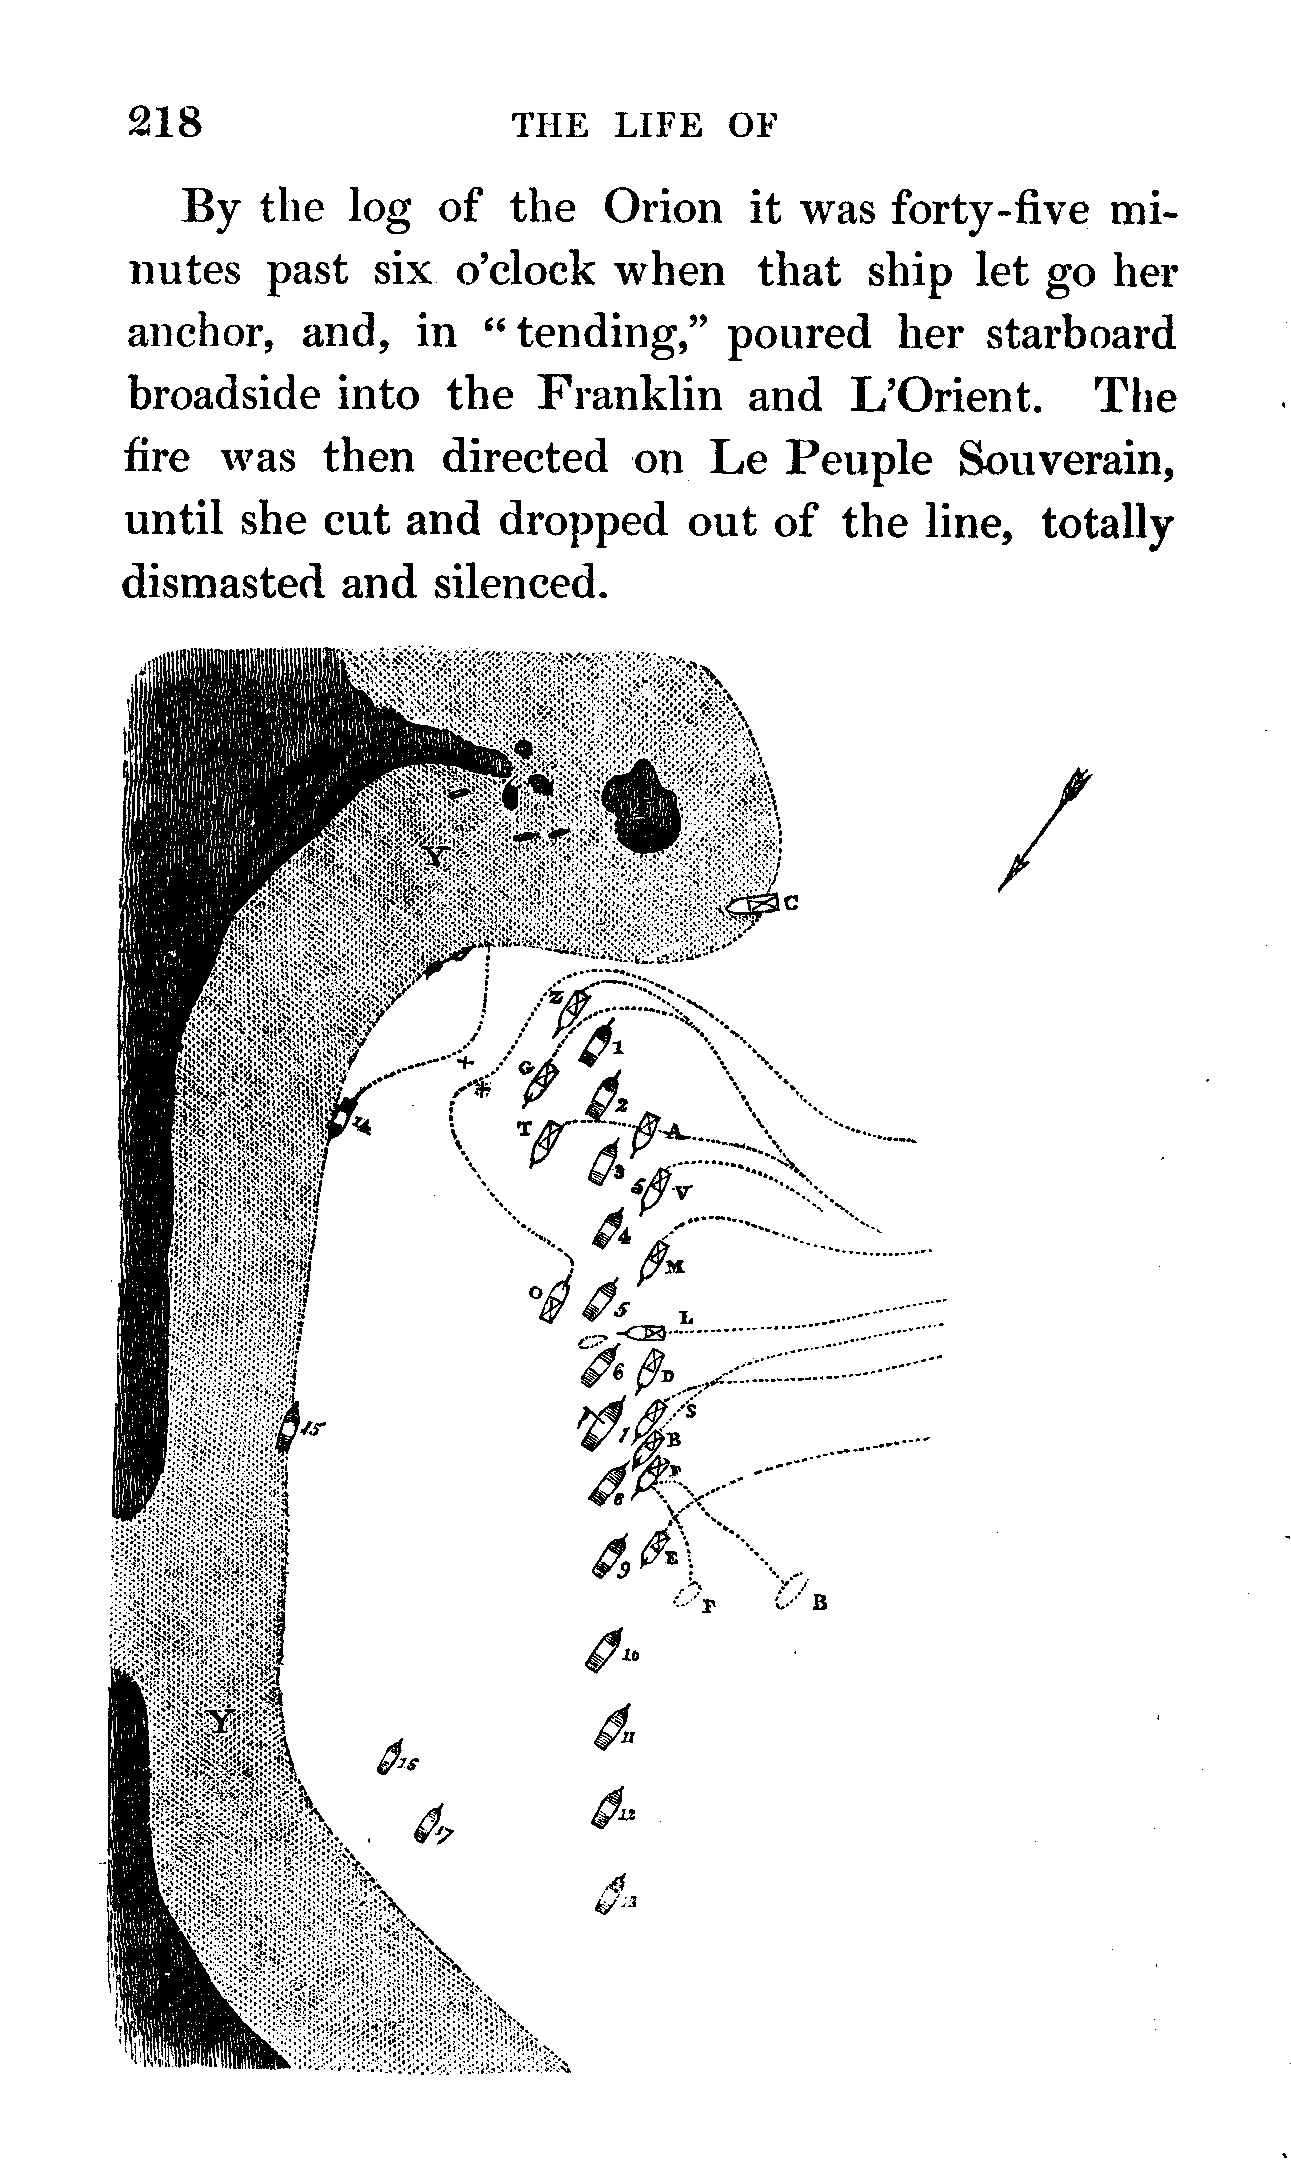 218 THE LIFE OF
By the log of the Orion it was forty-five mi-
nutes past six o'clock when that ship let go her
anchor, and, in “tending,” poured her starboard
broadside into the Franklin and L'Orient. The
fire was then directed on Le Peuple Souverain,
until she cut and dropped out of the line, totally
dismasted and silenced.
Y
C
Z
1
G
2
14
T
A
3
S V
4
M
O
5
L
6
D
S
15
1
B
F
8
9
E
F
B
10
11
Y
16
12
17
13